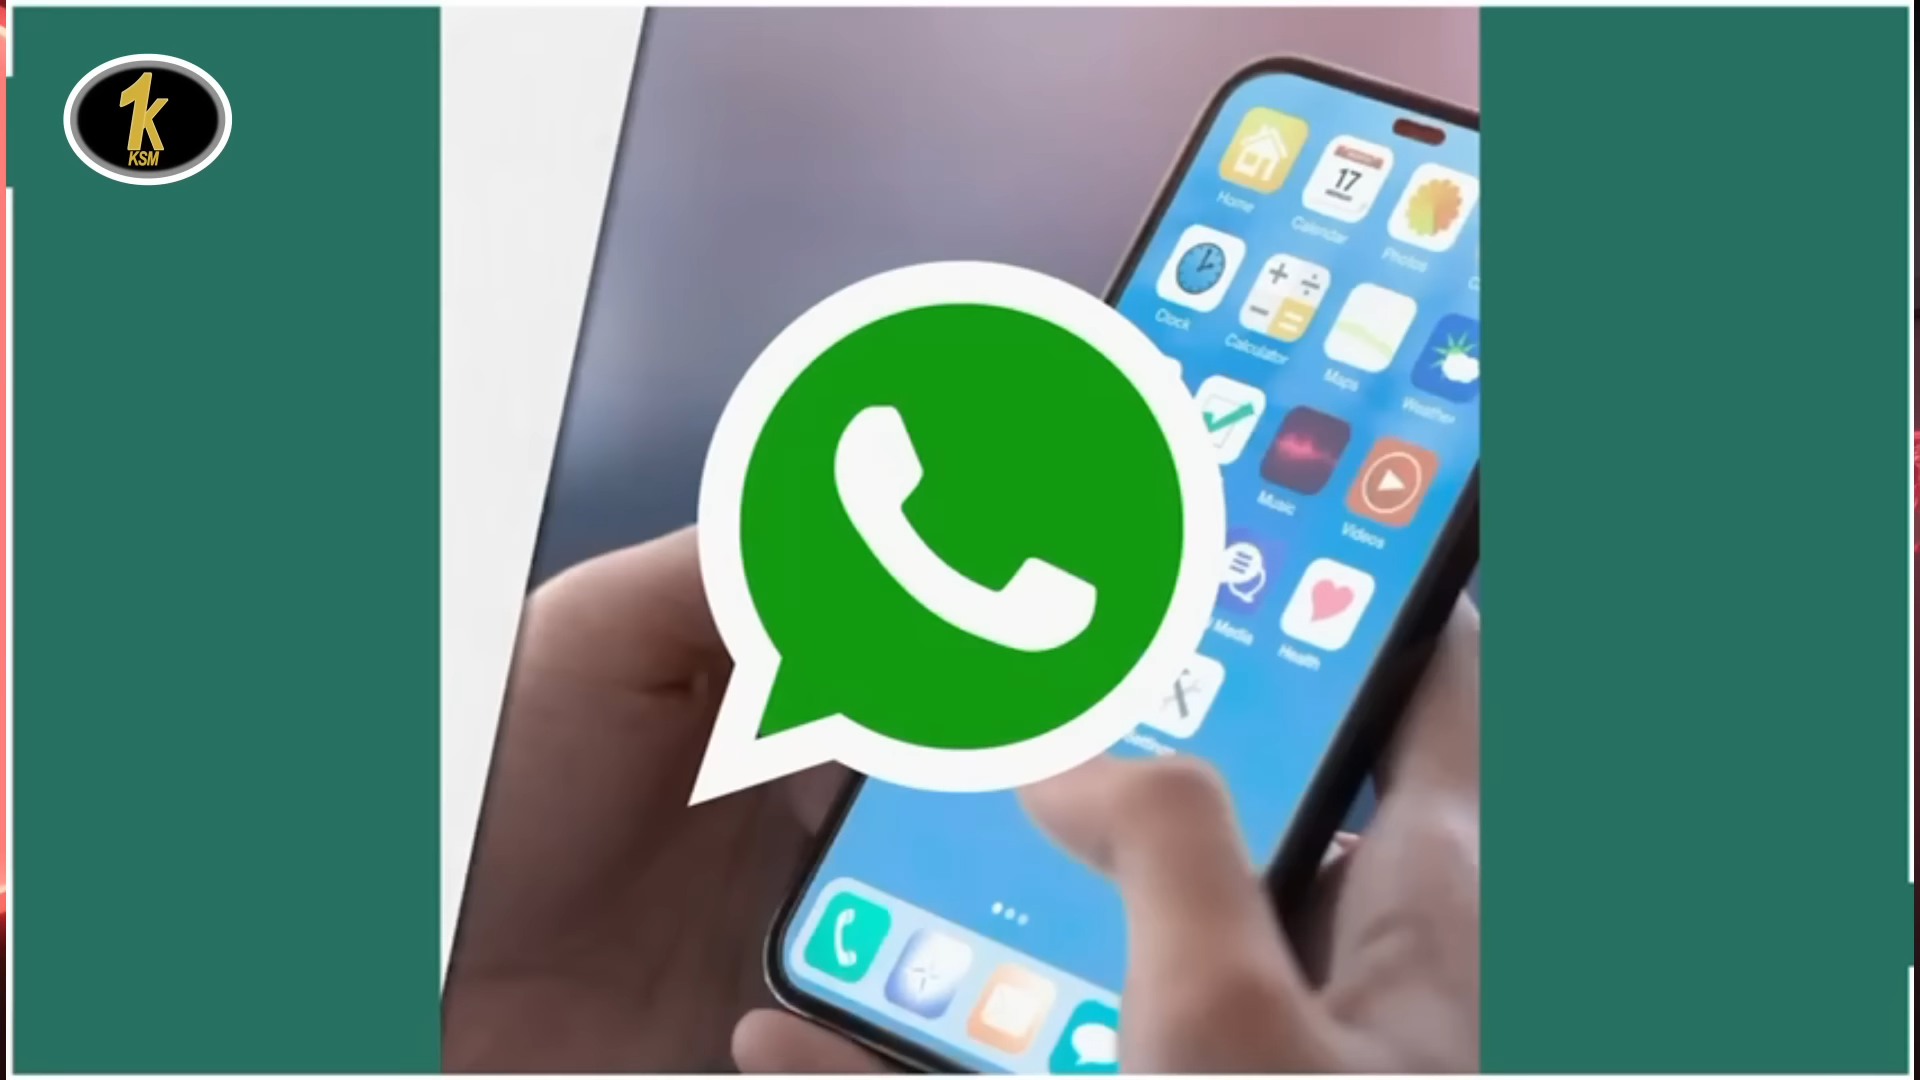 1k
KSM
Home
17
Calendar
Photos
Clock
Calculator
Maps
Weather
Music
Videos
Media
Health